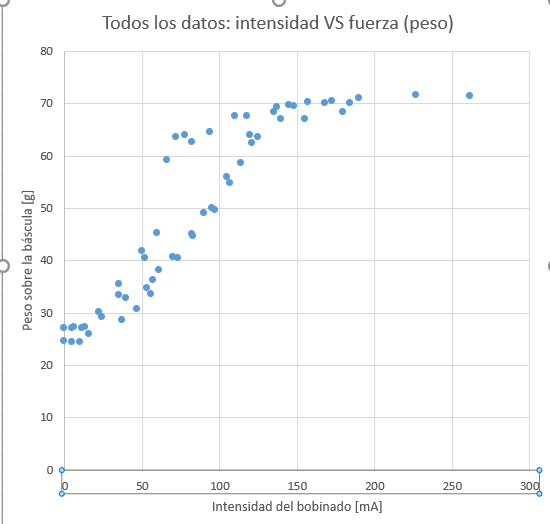 Todos los datos: intensidad VS fuerza (peso)
80
70
60
50
40
30
20
10
0
Peso sobre la báscula [g]
0 50 100 150 200 250 300
Intensidad del bobinado [mA]